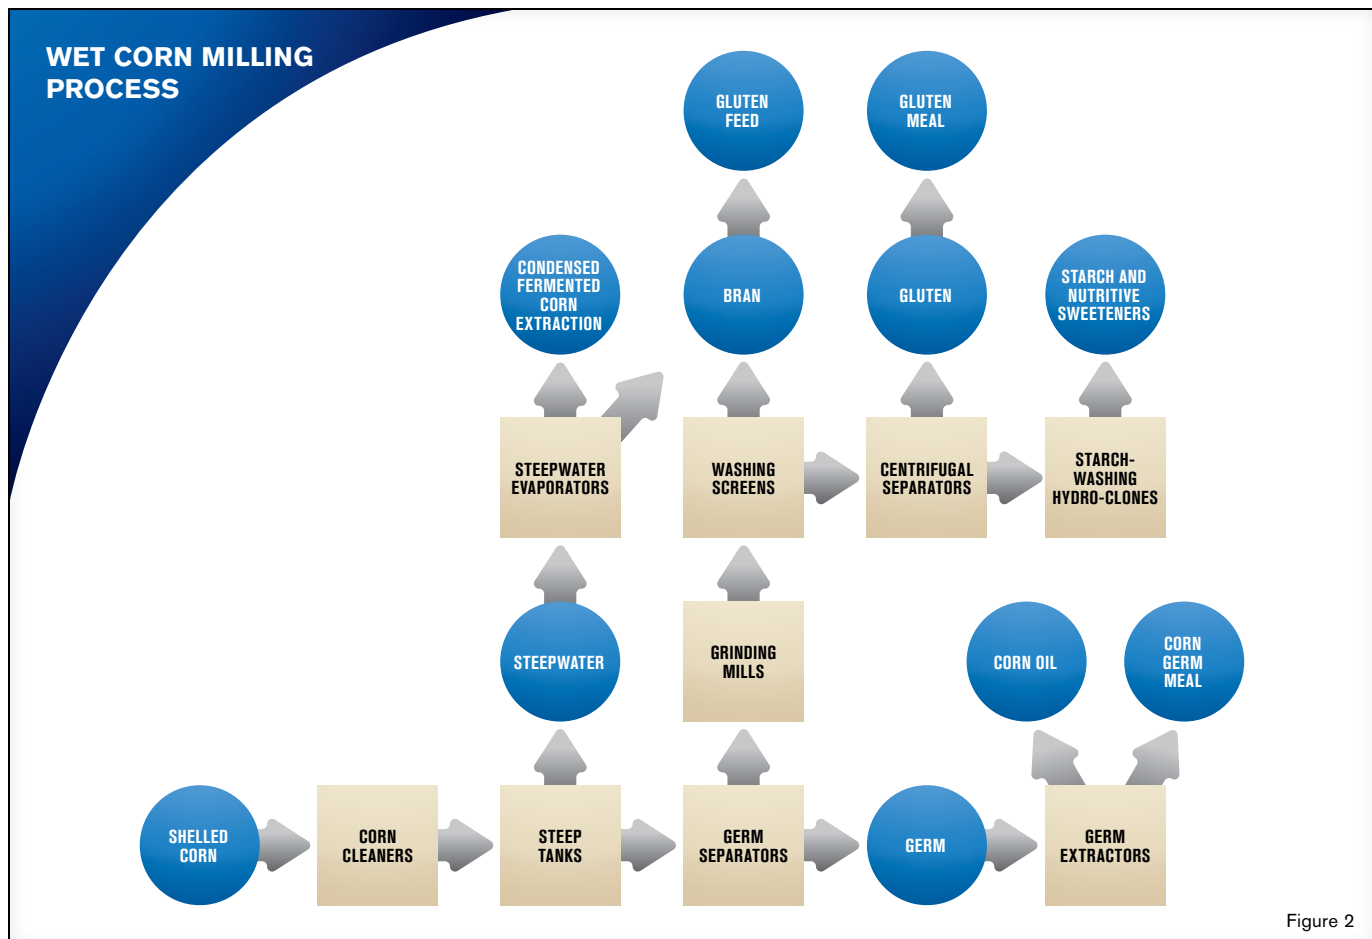 WET CORN MILLING
PROCESS
GLUTEN
FEED
GLUTEN
MEAL
CONDENSED
FERMENTED
CORN
EXTRACTION
BRAN
GLUTEN
STARCH AND
NUTRITIVE
SWEETENERS
STEEPWATER
EVAPORATORS
WASHING
SCREENS
CENTRIFUGAL
SEPARATORS
STARCH-
WASHING
HYDRO-CLONES
STEEPWATER
GRINDING
MILLS
CORN OIL
CORN
GERM
MEAL
SHELLED
CORN
CORN
CLEANERS
STEEP
TANKS
GERM
SEPARATORS
GERM
GERM
EXTRACTORS
Figure 2